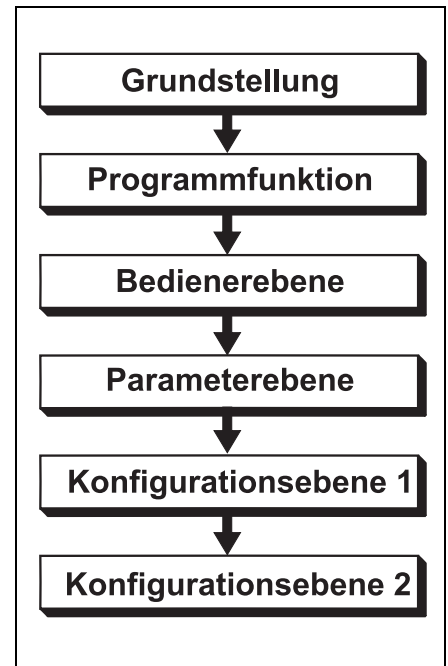 Grundstellung
Programmfunktion
Bedienerebene
Parameterebene
Konfigurationsebene 1
Konfigurationsebene 2